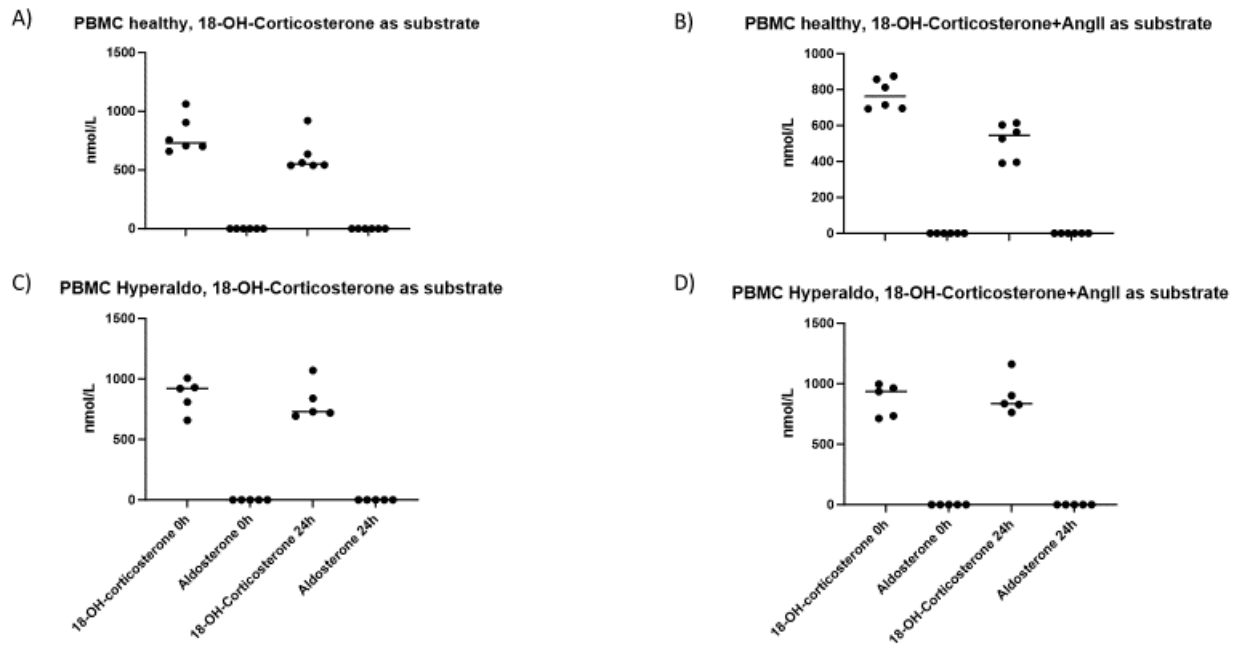 A)
PBMC healthy, 18-OH-Corticosterone as substrate
1500
1000
500
0
nmol/L
B)
PBMC healthy, 18-OH-Corticosterone+AngII as substrate
1000
800
600
400
200
0
nmol/L
C)
PBMC Hyperaldo, 18-OH-Corticosterone as substrate
1500
1000
500
0
nmol/L
18-OH-corticosterone 0h
Aldosterone 0h
18-OH-Corticosterone 24h
Aldosterone 24h
D)
PBMC Hyperaldo, 18-OH-Corticosterone+AngII as substrate
1500
1000
500
0
nmol/L
18-OH-corticosterone 0h
Aldosterone 0h
18-OH-Corticosterone 24h
Aldosterone 24h